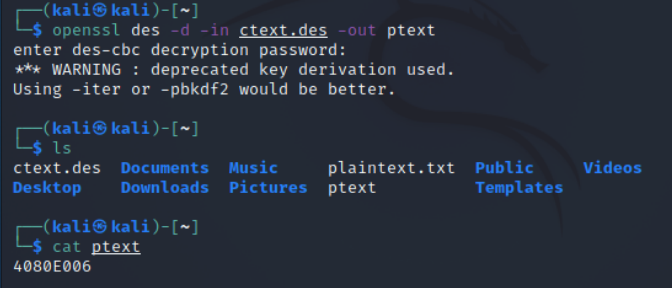 ┌──(kali㉿kali)-[~]
└─$ openssl des -d -in ctext.des -out ptext
enter des-cbc decryption password:
*** WARNING : deprecated key derivation used.
Using -iter or -pbkdf2 would be better.
┌──(kali㉿kali)-[~]
└─$ ls
ctext.des Documents Music plaintext.txt Public Videos
Desktop Downloads Pictures ptext Templates
┌──(kali㉿kali)-[~]
└─$ cat ptext
4080E006